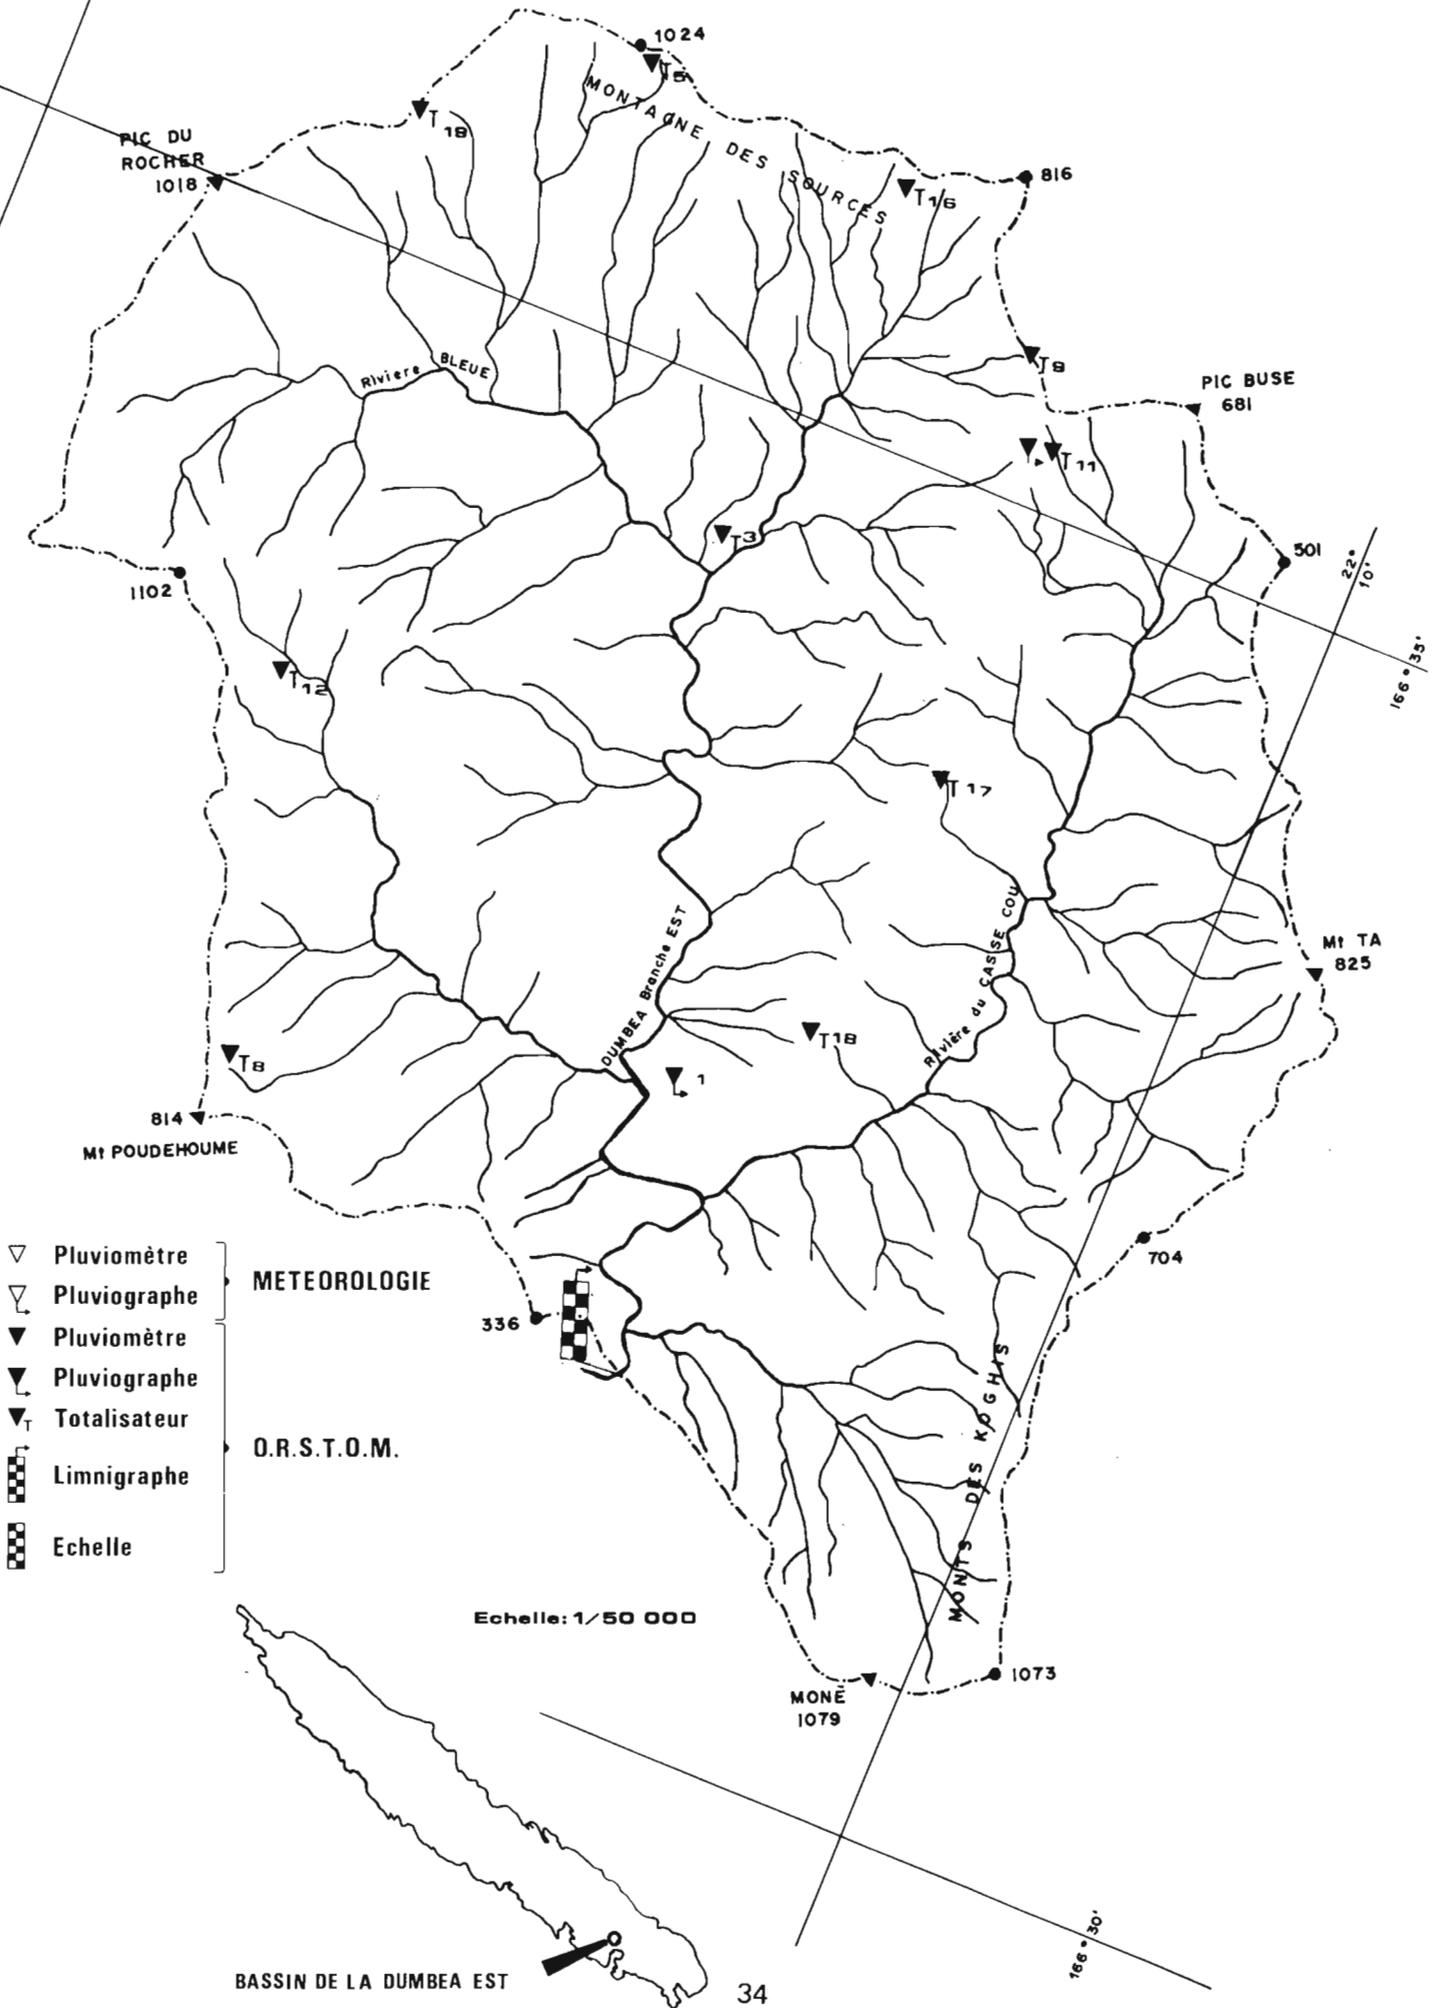 1024
T5
MONTAGNE DES SOURCES
T 19
PIC DU
ROCHER
1018
T16
816
T9
PIC BUSE
681
Rivière BLEUE
T11
T3
501
22°
10'
1102
166° 35'
T12
T 17
Rivière du CASSE COU
DUMBEA Branche EST
Mt TA
825
T18
T8
1
814
Mt POUDEHOUME
704
Pluviomètre
Pluviographe
METEOROLOGIE
Pluviomètre
Pluviographe
T Totalisateur
Limnigraphe
Echelle
O.R.S.T.O.M.
336
MONTS DES KOGHIS
Echelle: 1/50 000
1073
MONÉ
1079
166° 30'
BASSIN DE LA DUMBEA EST
34